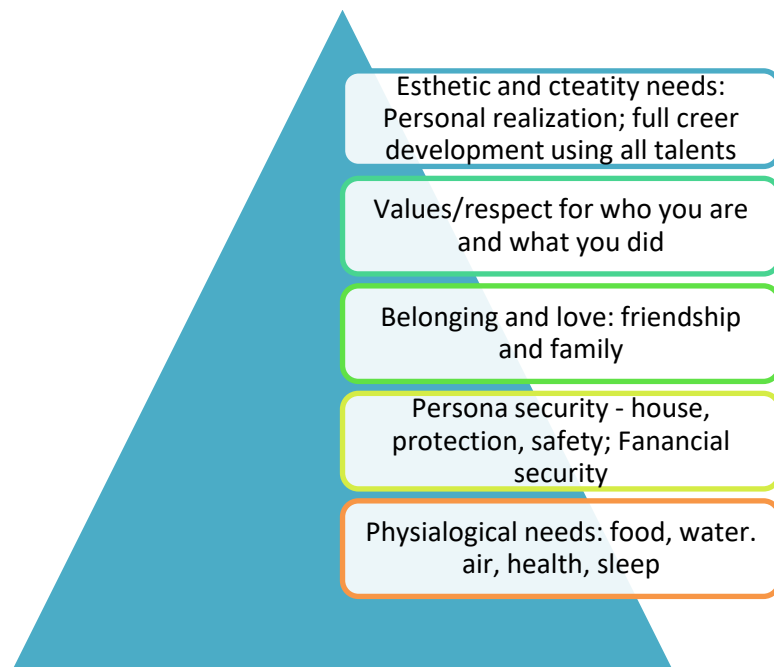 Esthetic and cteatity needs:
Personal realization; full creer
development using all talents
Values/respect for who you are
and what you did
Belonging and love: friendship
and family
Persona security - house,
protection, safety; Fanancial
security
Physialogical needs: food, water.
air, health, sleep